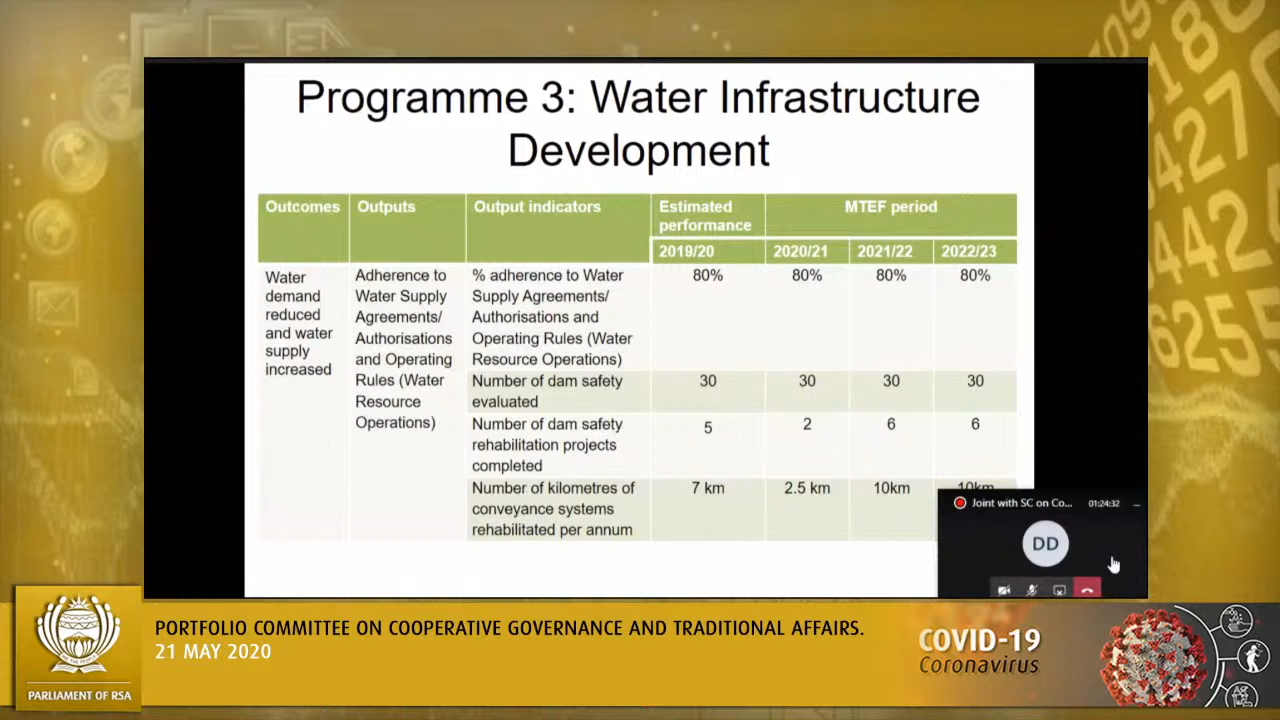 Programme 3: Water Infrastructure
Development
Outcomes
Outputs
Output indicators
Estimated
performance
MTEF period
2019/20
2020/21
2021/22
2022/23
Water
demand
reduced
and water
supply
increased
Adherence to
Water Supply
Agreements/
Authorisations
and Operating
Rules (Water
Resource
Operations)
% adherence to Water
Supply Agreements/
Authorisations and
Operating Rules (Water
Resource Operations)
80%
80%
80%
80%
Number of dam safety
evaluated
30
30
30
30
Number of dam safety
rehabilitation projects
completed
5
2
6
6
Number of kilometres of
conveyance systems
rehabilitated per annum
7 km
2.5 km
10km
10km
Joint with SC on Co...
01:24:32
DD
PORTFOLIO COMMITTEE ON COOPERATIVE GOVERNANCE AND TRADITIONAL AFFAIRS.
21 MAY 2020
PARLIAMENT OF RSA
COVID-19
Coronavirus